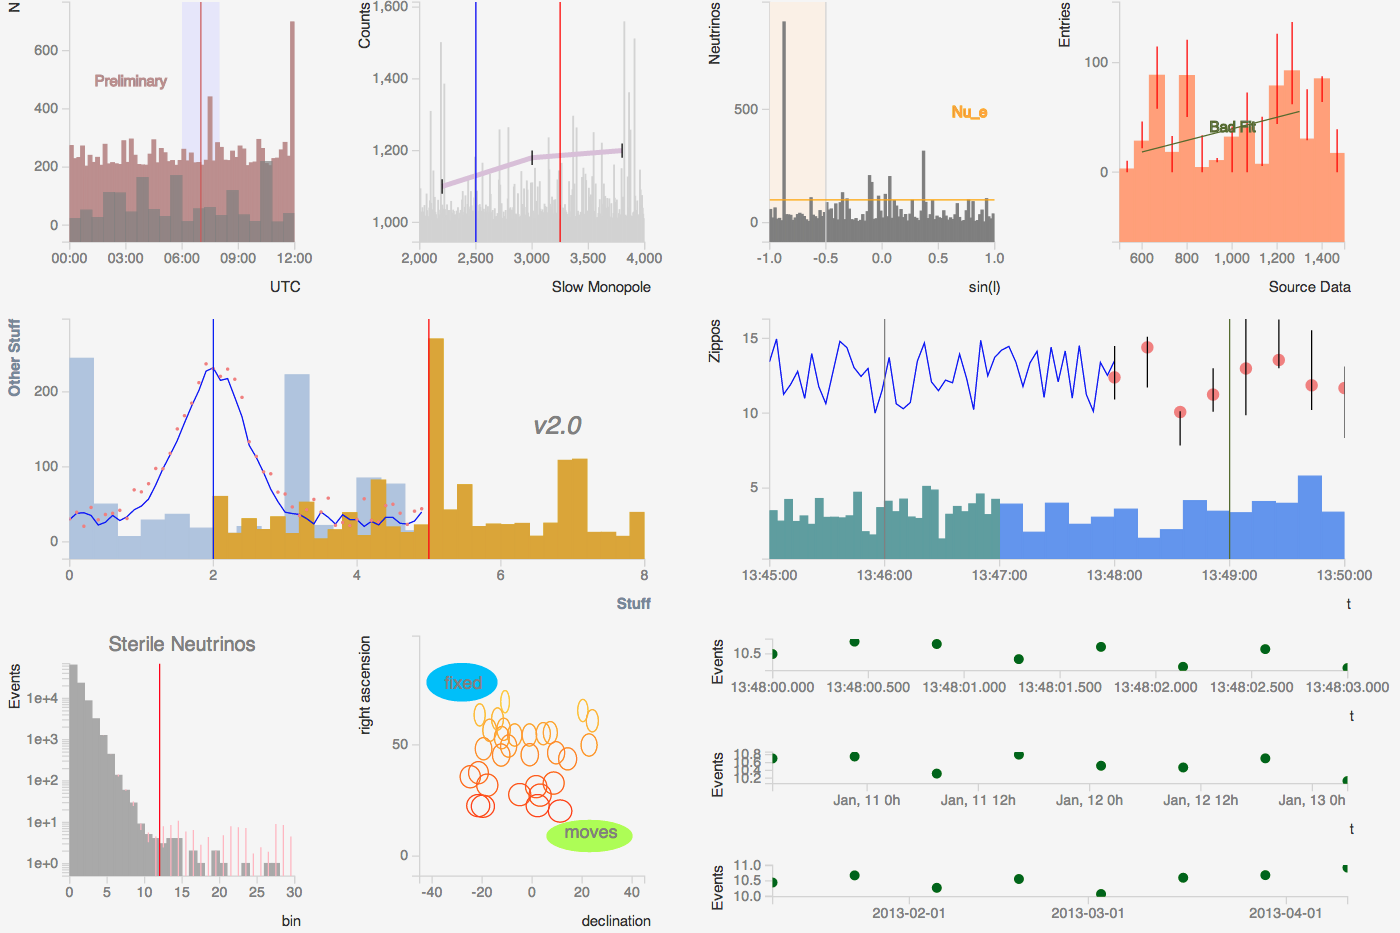 N
600
400
200
0
Preliminary
00:00 03:00 06:00 09:00 12:00
UTC
Counts
1,600
1,400
1,200
1,000
2,000 2,500 3,000 3,500 4,000
Slow Monopole
Neutrinos
500
0
Nu_e
-1.0 -0.5 0.0 0.5 1.0
sin(l)
Entries
100
0
Bad Fit
600 800 1,000 1,200 1,400
Source Data
Other Stuff
200
100
0
v2.0
0 2 4 6 8
Stuff
Zippos
15
10
5
13:45:00 13:46:00 13:47:00 13:48:00 13:49:00 13:50:00
t
Sterile Neutrinos
Events
1e+4
1e+3
1e+2
1e+1
1e+0
0 5 10 15 20 25 30
bin
right ascension
50
0
fixed
moves
-40 -20 0 20 40
declination
Events
10.5
13:48:00.000 13:48:00.500 13:48:01.000 13:48:01.500 13:48:02.000 13:48:02.500 13:48:03.000
t
Events
10.8
10.6
10.4
10.2
Jan, 11 0h Jan, 11 12h Jan, 12 0h Jan, 12 12h Jan, 13 0h
t
Events
11.0
10.5
10.0
2013-02-01 2013-03-01 2013-04-01